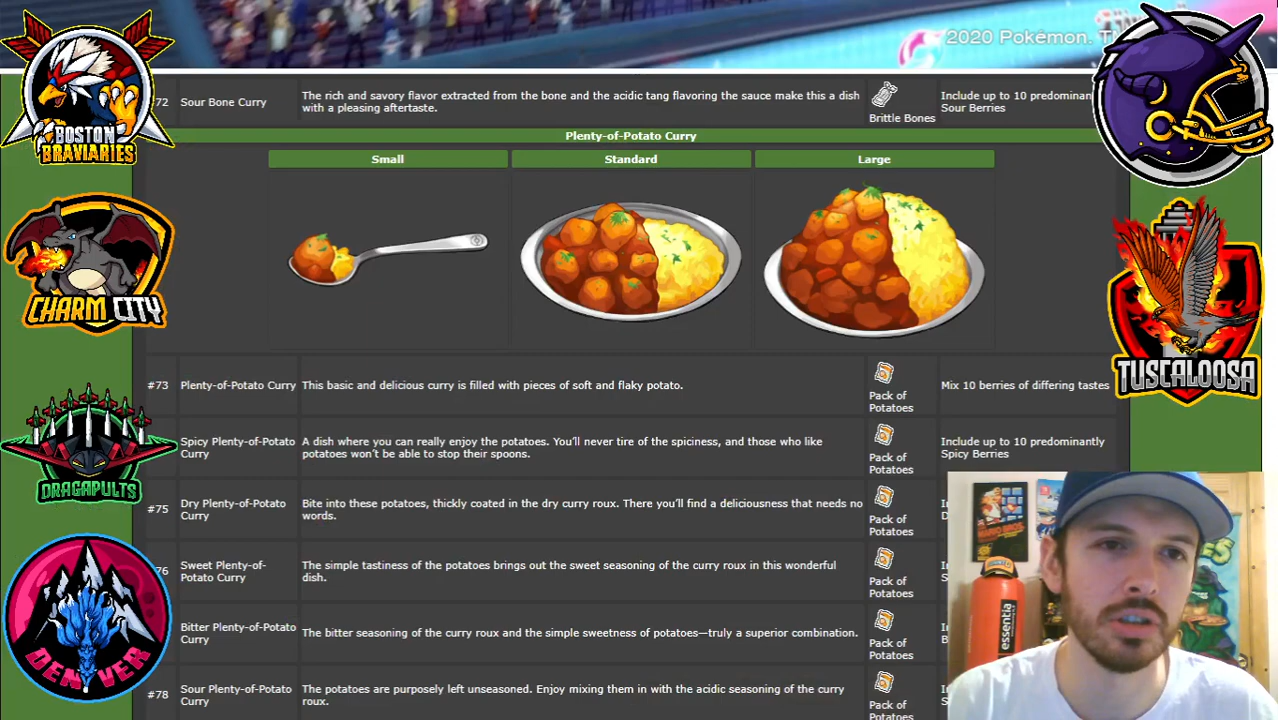 2020 Pokémon. T
72 Sour Bone Curry The rich and savory flavor extracted from the bone and the acidic tang flavoring the sauce make this a dish with a pleasing aftertaste. Brittle Bones Include up to 10 predominan Sour Berries
Plenty-of-Potato Curry
Small Standard Large
#73 Plenty-of-Potato Curry This basic and delicious curry is filled with pieces of soft and flaky potato. Pack of Potatoes Mix 10 berries of differing tastes
Spicy Plenty-of-Potato Curry A dish where you can really enjoy the potatoes. You'll never tire of the spiciness, and those who like potatoes won't be able to stop their spoons. Pack of Potatoes Include up to 10 predominantly Spicy Berries
#75 Dry Plenty-of-Potato Curry Bite into these potatoes, thickly coated in the dry curry roux. There you'll find a deliciousness that needs no words. Pack of Potatoes
76 Sweet Plenty-of-Potato Curry The simple tastiness of the potatoes brings out the sweet seasoning of the curry roux in this wonderful dish. Pack of Potatoes
Bitter Plenty-of-Potato Curry The bitter seasoning of the curry roux and the simple sweetness of potatoes—truly a superior combination. Pack of Potatoes
#78 Sour Plenty-of-Potato Curry The potatoes are purposely left unseasoned. Enjoy mixing them in with the acidic seasoning of the curry roux. Pack of Potatoes
BOSTON
BRAVIARIES
CHARM CITY
DRAGAPULTS
DENVER
TUSCALOOSA
essentia